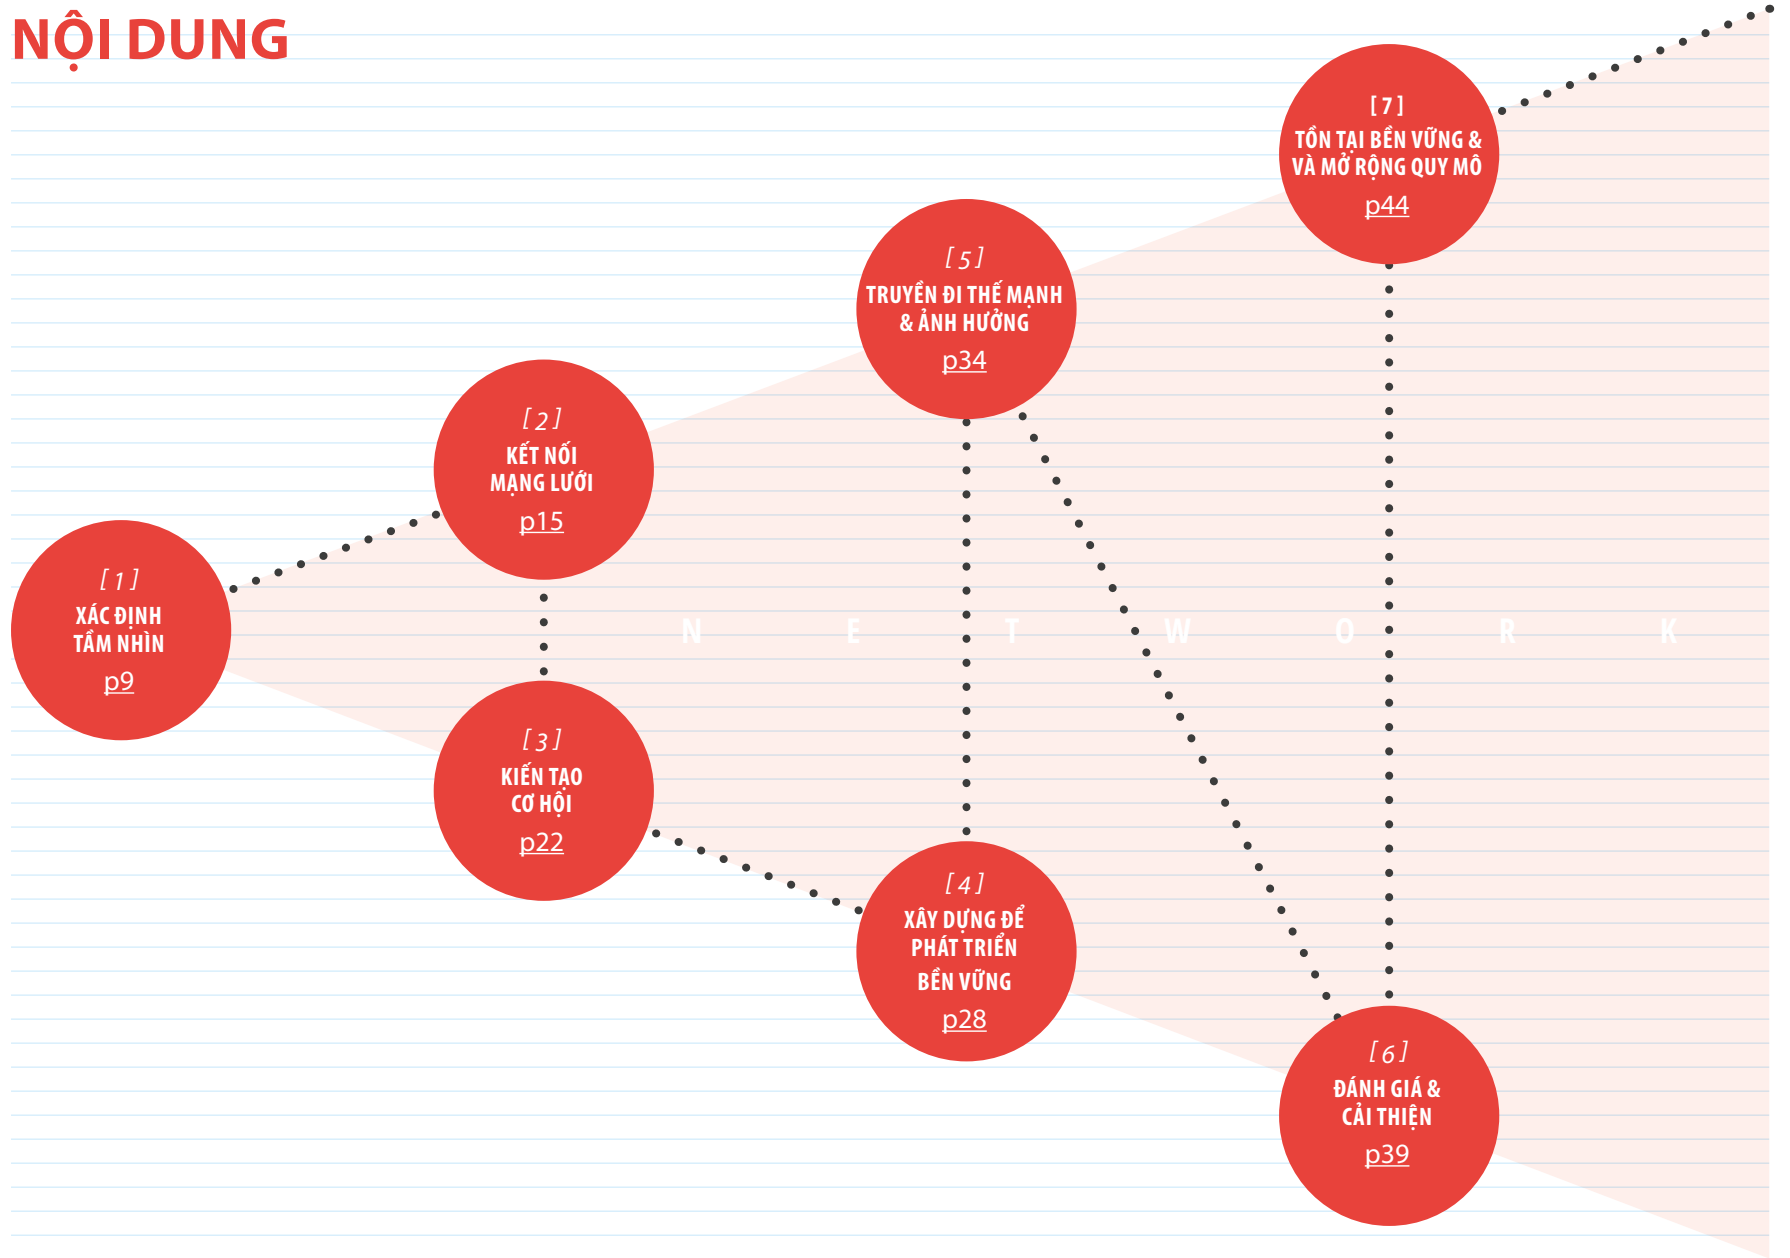 NỘI DUNG
[ 1 ]
XÁC ĐỊNH
TẦM NHÌN
p9
[ 2 ]
KẾT NỐI
MẠNG LƯỚI
p15
[ 3 ]
KIẾN TẠO
CƠ HỘI
p22
[ 4 ]
XÂY DỰNG ĐỂ
PHÁT TRIỂN
BỀN VỮNG
p28
[ 5 ]
TRUYỀN ĐI THẾ MẠNH
& ẢNH HƯỞNG
p34
[ 6 ]
ĐÁNH GIÁ &
CẢI THIỆN
p39
[ 7 ]
TỒN TẠI BỀN VỮNG &
VÀ MỞ RỘNG QUY MÔ
p44
N E T W O R K